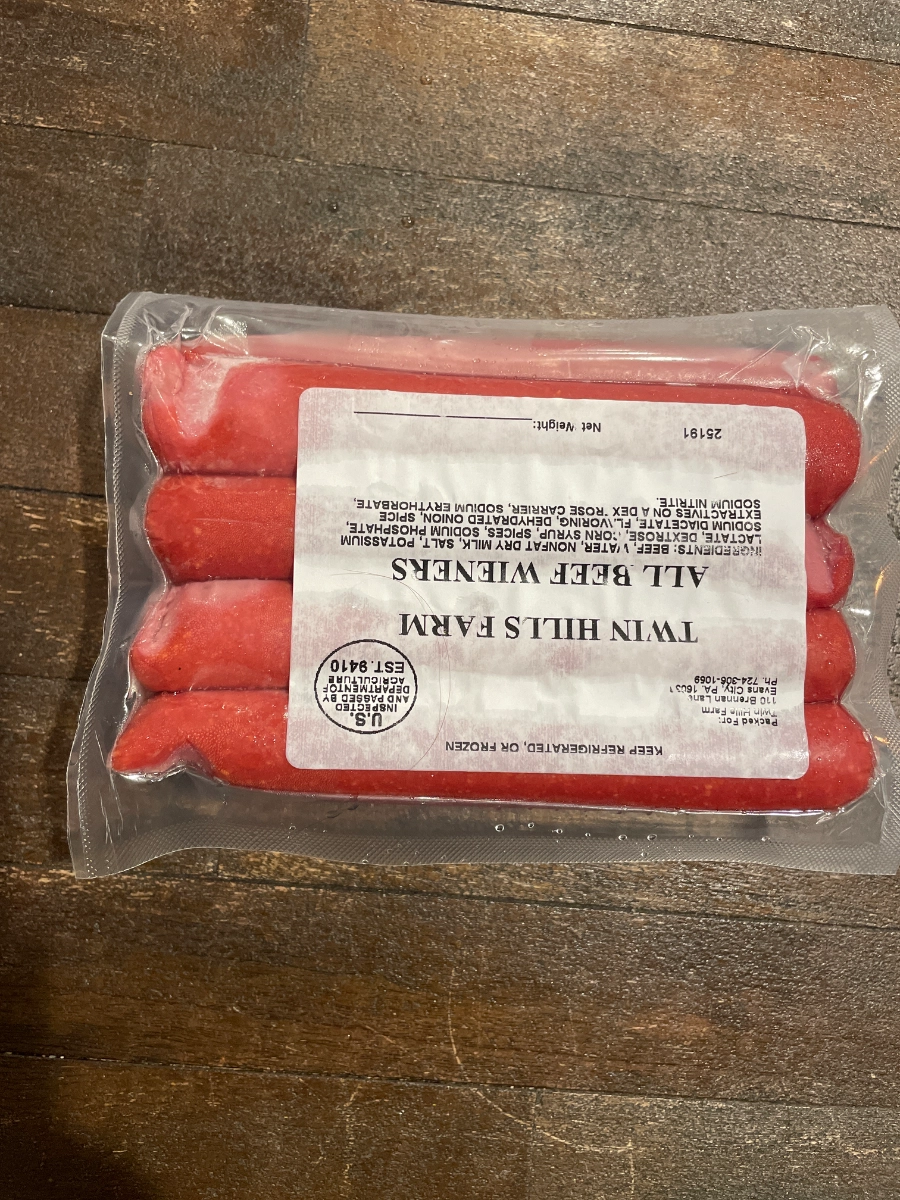 KEEP REFRIGERATED, OR FROZEN
Packed For:
Twin Hills Farm
110 Brennan Lane
Evans City, PA. 16033
Ph. 724-306-1069
U.S.
INSPECTED
AND PASSED BY
DEPARTMENT OF
AGRICULTURE
EST. 9410
TWIN HILLS FARM
ALL BEEF WIENERS
INGREDIENTS: BEEF, WATER, NONFAT DRY MILK, SALT, POTASSIUM
LACTATE, DEXTROSE, CORN SYRUP, SPICES, SODIUM PHOSPHATE,
SODIUM DIACETATE, FLAVORING, DEHYDRATED ONION, SPICE
EXTRACTIVES ON A DEXTROSE CARRIER, SODIUM ERYTHORBATE,
SODIUM NITRITE.
25191
Net Weight: